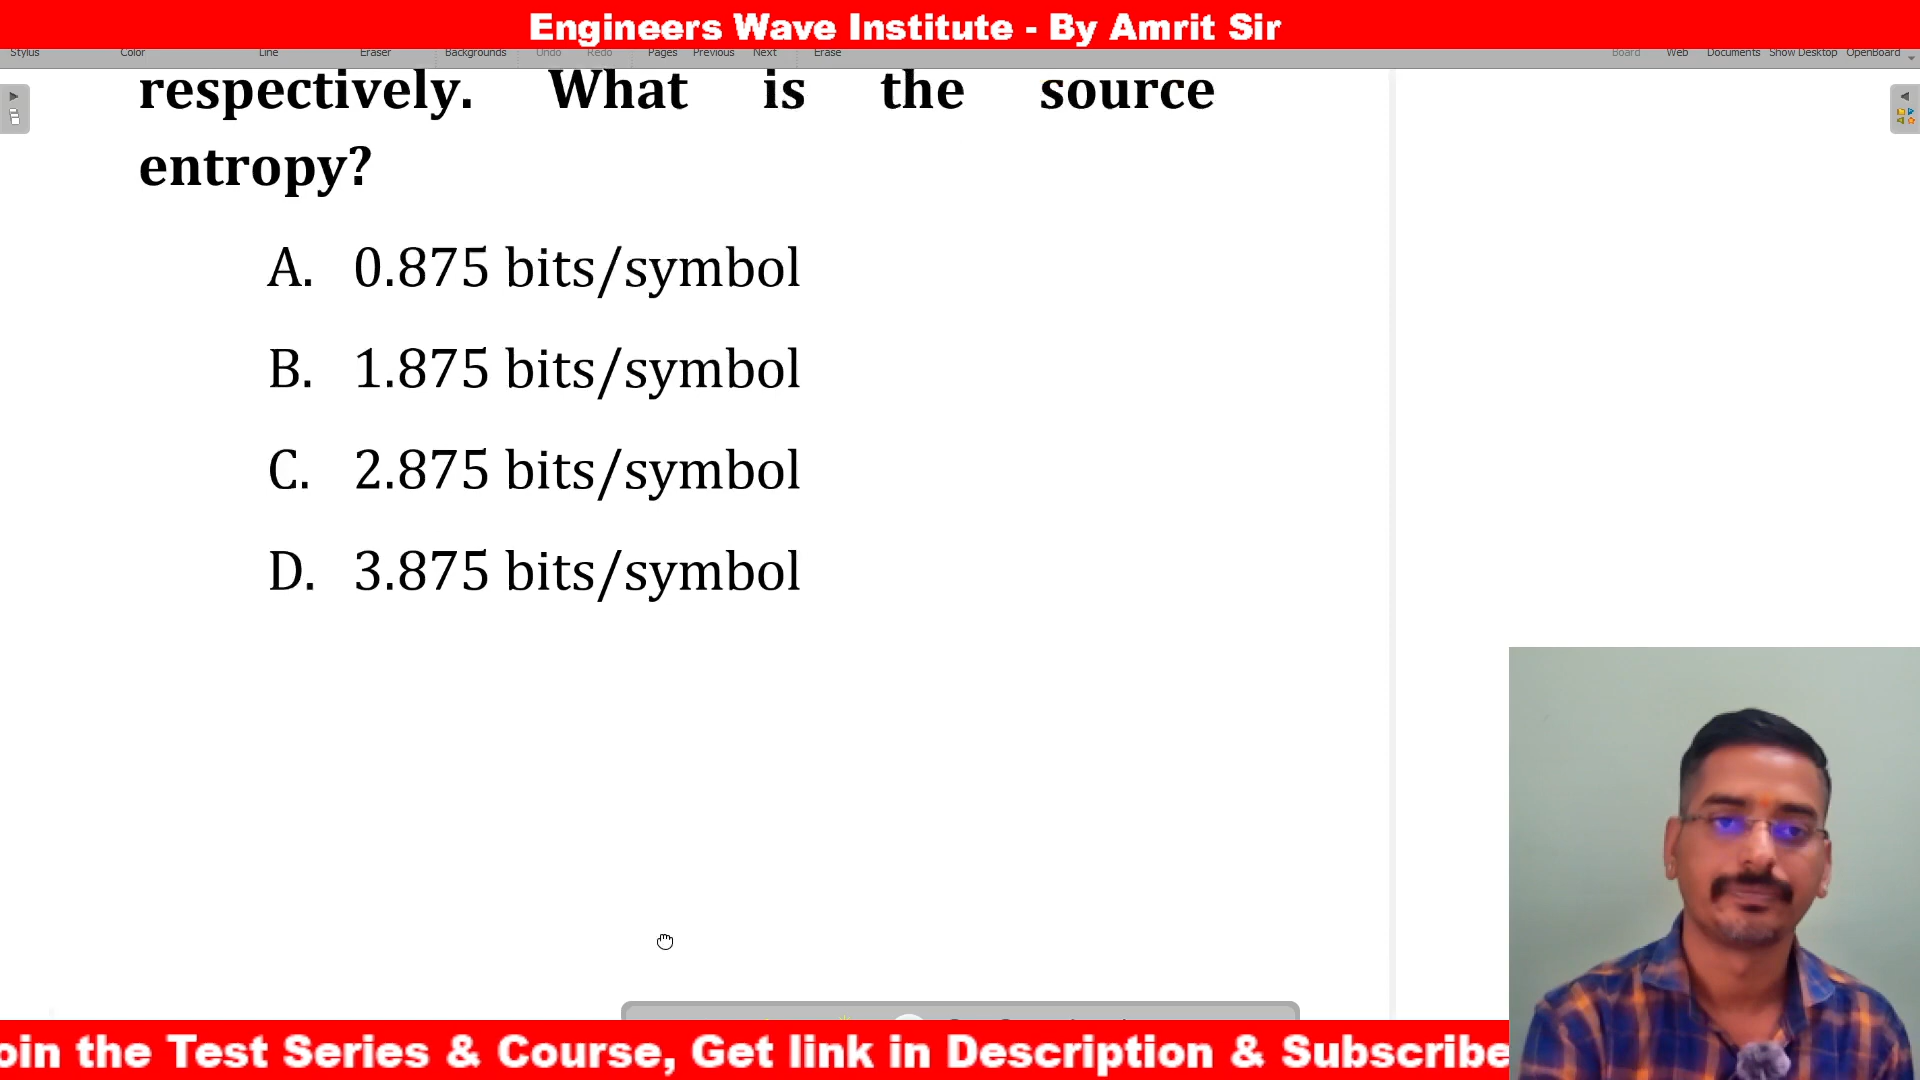 Engineers Wave Institute - By Amrit Sir
Stylus Color Line Eraser Backgrounds Undo Redo Pages Previous Next Erase Board Web Documents Show Desktop OpenBoard
respectively. What is the source
entropy?
A. 0.875 bits/symbol
B. 1.875 bits/symbol
C. 2.875 bits/symbol
D. 3.875 bits/symbol
oin the Test Series & Course, Get link in Description & Subscribe